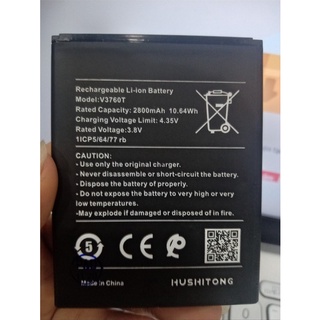 Rechargeable Li-ion Battery
Model:V3760T
Rated Capacity: 2800mAh 10.64Wh
Charging Voltage Limit: 4.35V
Rated Voltage:3.8V
1ICP5/64/77 rb
CAUTION:
- Use only the original charger.
- Never disassemble or short-circuit the battery.
- Dispose the battery of properly.
- Do not expose the battery to very high or very
low temperatures.
-May explode if damaged or disposed of in fire.
5
CE
Made in China
HUSHITONG